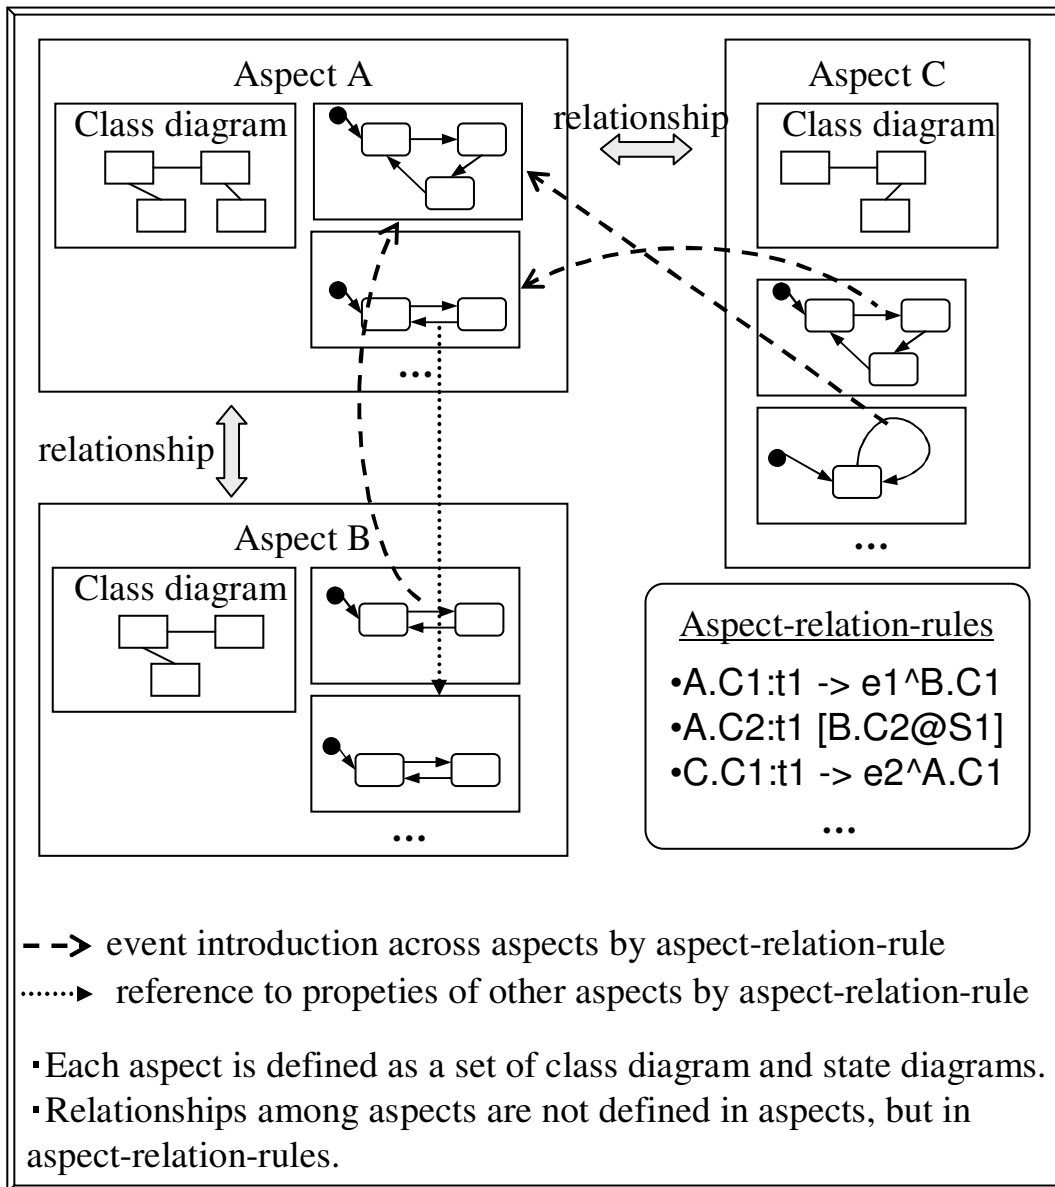 Aspect A
Class diagram
...
relationship
Aspect C
Class diagram
...
relationship
Aspect B
Class diagram
...
Aspect-relation-rules
•A.C1:t1 -> e1^B.C1
•A.C2:t1 [B.C2@S1]
•C.C1:t1 -> e2^A.C1
...
event introduction across aspects by aspect-relation-rule
reference to propeties of other aspects by aspect-relation-rule
▪Each aspect is defined as a set of class diagram and state diagrams.
▪Relationships among aspects are not defined in aspects, but in
aspect-relation-rules.